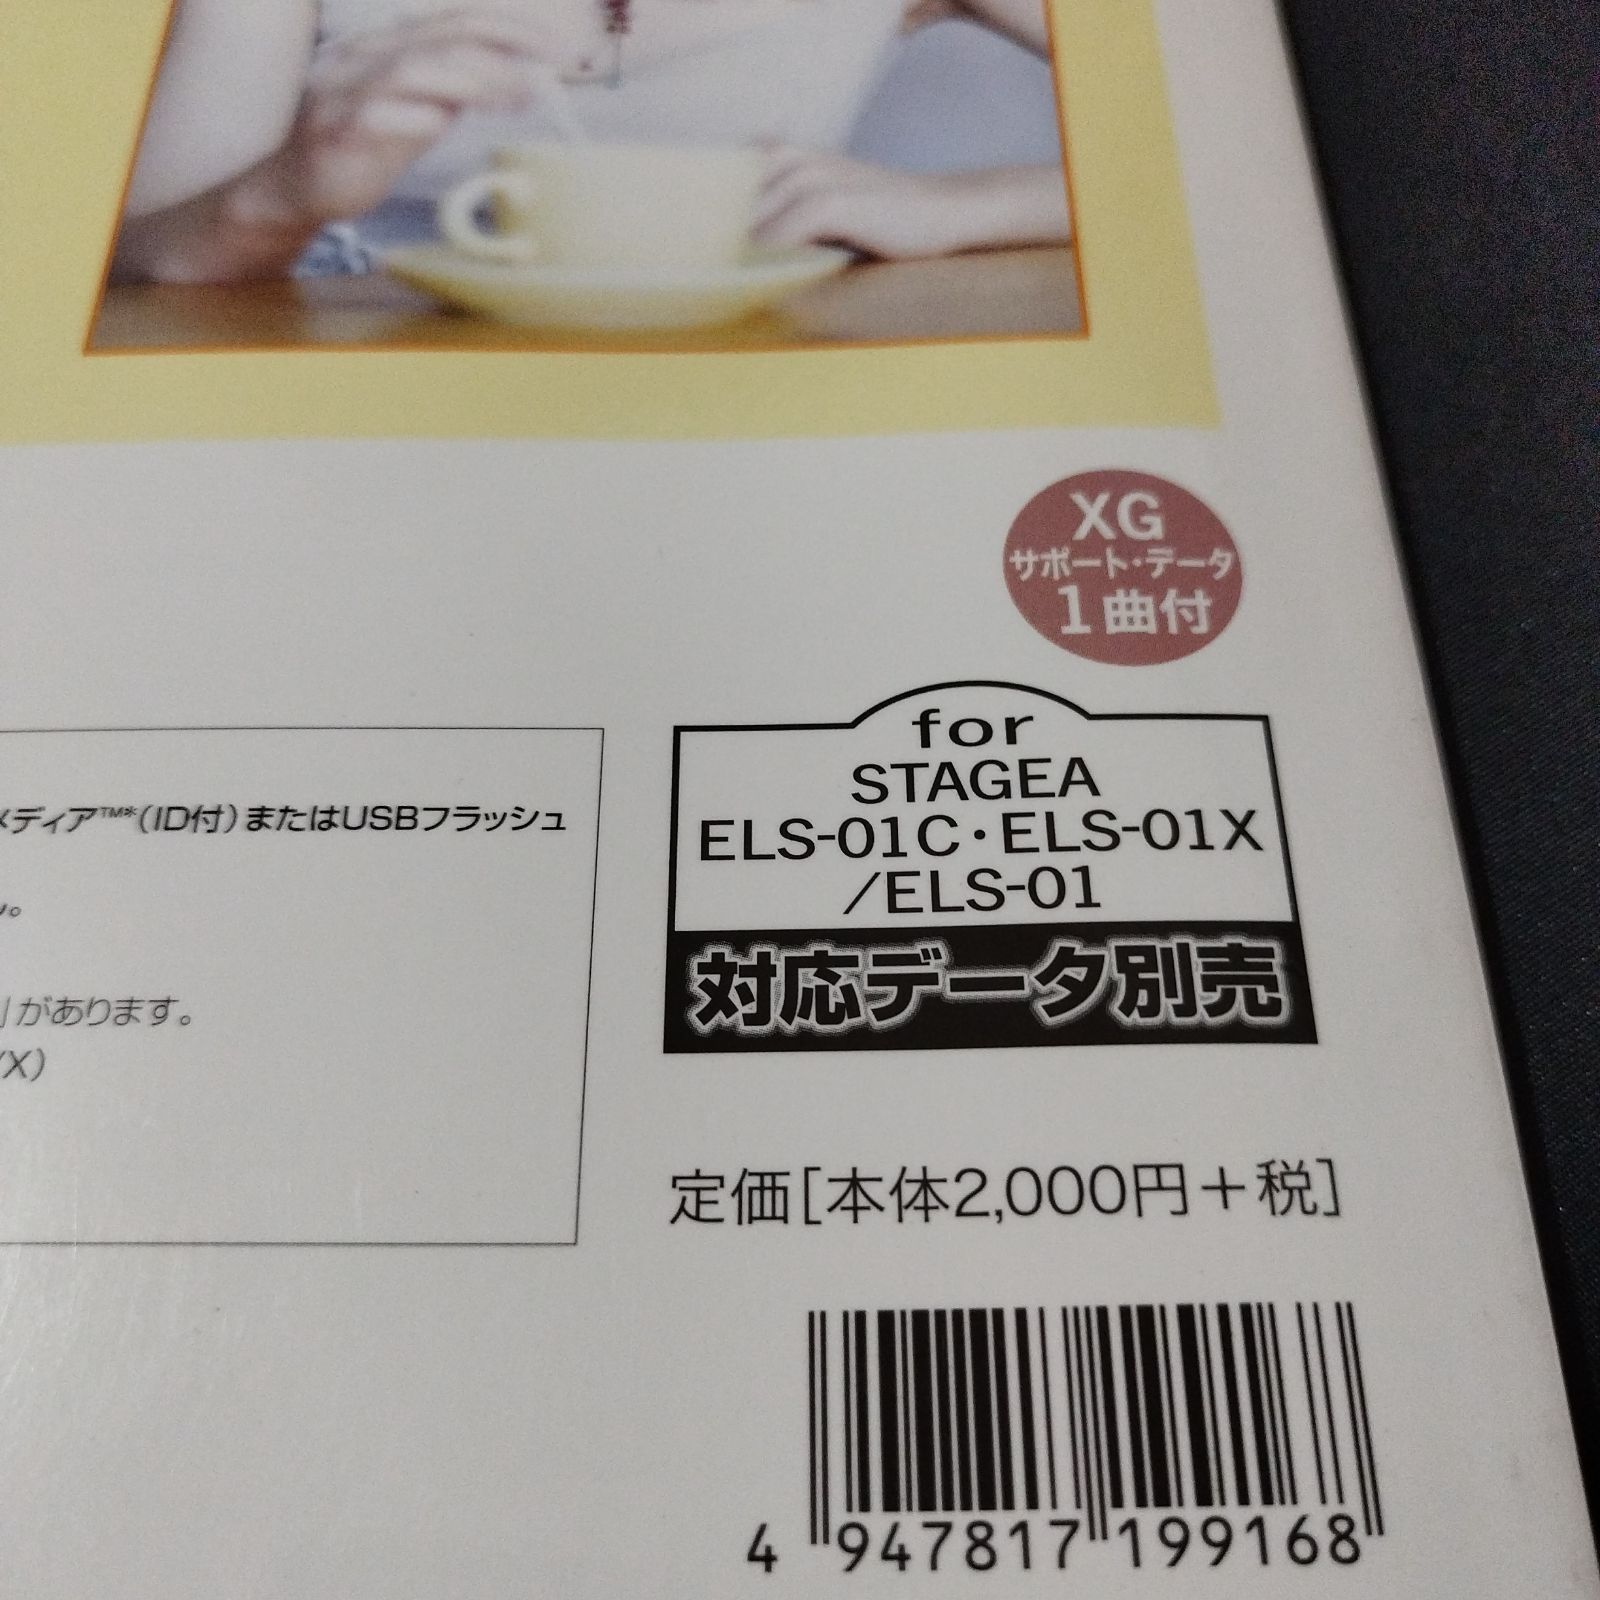 XG
サポート・データ
1曲付
for
STAGEA
ELS-01C・ELS-01X
/ELS-01
対応データ別売
メディア™*(ID付)またはUSBフラッシュ
ん。
」があります。
X)
定価[本体2,000円+税]
4 947817 199168